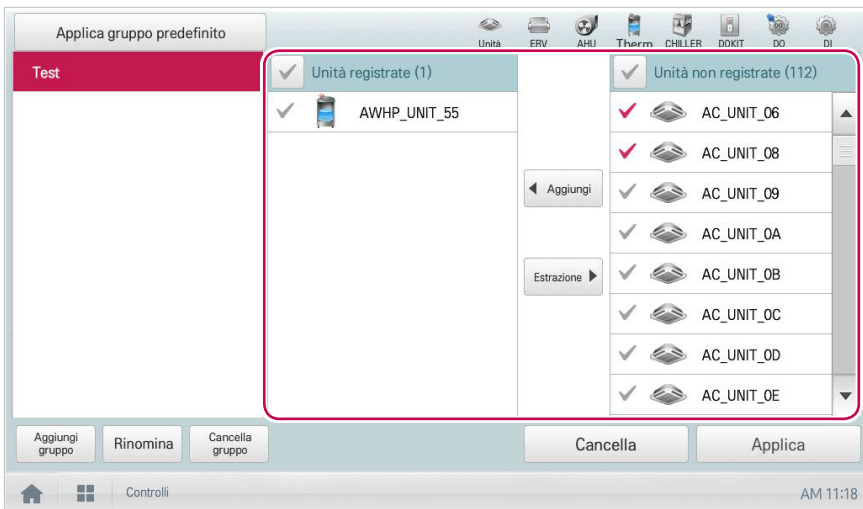 Applica gruppo predefinito
Unità
ERV
AHU
Therm
CHILLER
DOKIT
DO
DI
Test
Unità registrate (1)
AWHP_UNIT_55
Aggiungi
Estrazione
Unità non registrate (112)
AC_UNIT_06
AC_UNIT_08
AC_UNIT_09
AC_UNIT_0A
AC_UNIT_0B
AC_UNIT_0C
AC_UNIT_0D
AC_UNIT_0E
Aggiungi
gruppo
Rinomina
Cancella
gruppo
Cancella
Applica
Controlli
AM 11:18